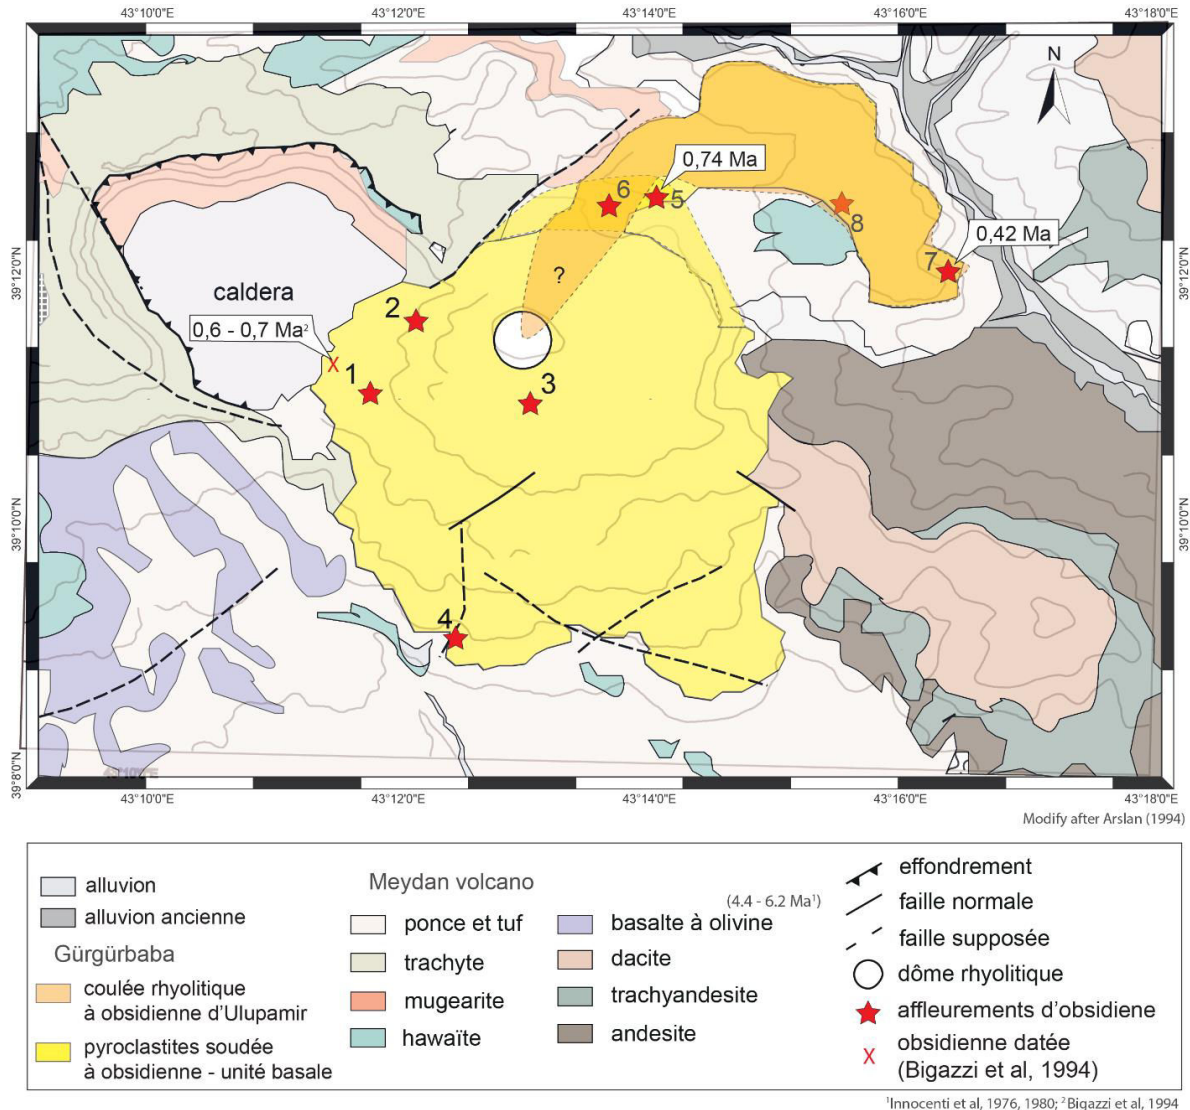 43°10'0"E 43°12'0"E 43°14'0"E 43°16'0"E 43°18'0"E
N
0,74 Ma
6
5
8
0,42 Ma
7
39°12'0"N
39°12'0"N
?
caldera
2
0,6 - 0,7 Ma²
1
3
39°10'0"N
39°10'0"N
4
39°8'0"N
39°8'0"N
43°10'0"E 43°12'0"E 43°14'0"E 43°16'0"E 43°18'0"E
Modify after Arslan (1994)
alluvion
alluvion ancienne
Gürgürbaba
coulée rhyolitique
à obsidienne d'Ulupamir
pyroclastites soudée
à obsidienne - unité basale
Meydan volcano
(4.4 - 6.2 Ma¹)
ponce et tuf
trachyte
mugearite
hawaïte
basalte à olivine
dacite
trachyandesite
andesite
effondrement
faille normale
faille supposée
dôme rhyolitique
affleurements d'obsidiene
X obsidienne datée
(Bigazzi et al, 1994)
¹Innocenti et al, 1976, 1980; ²Bigazzi et al, 1994